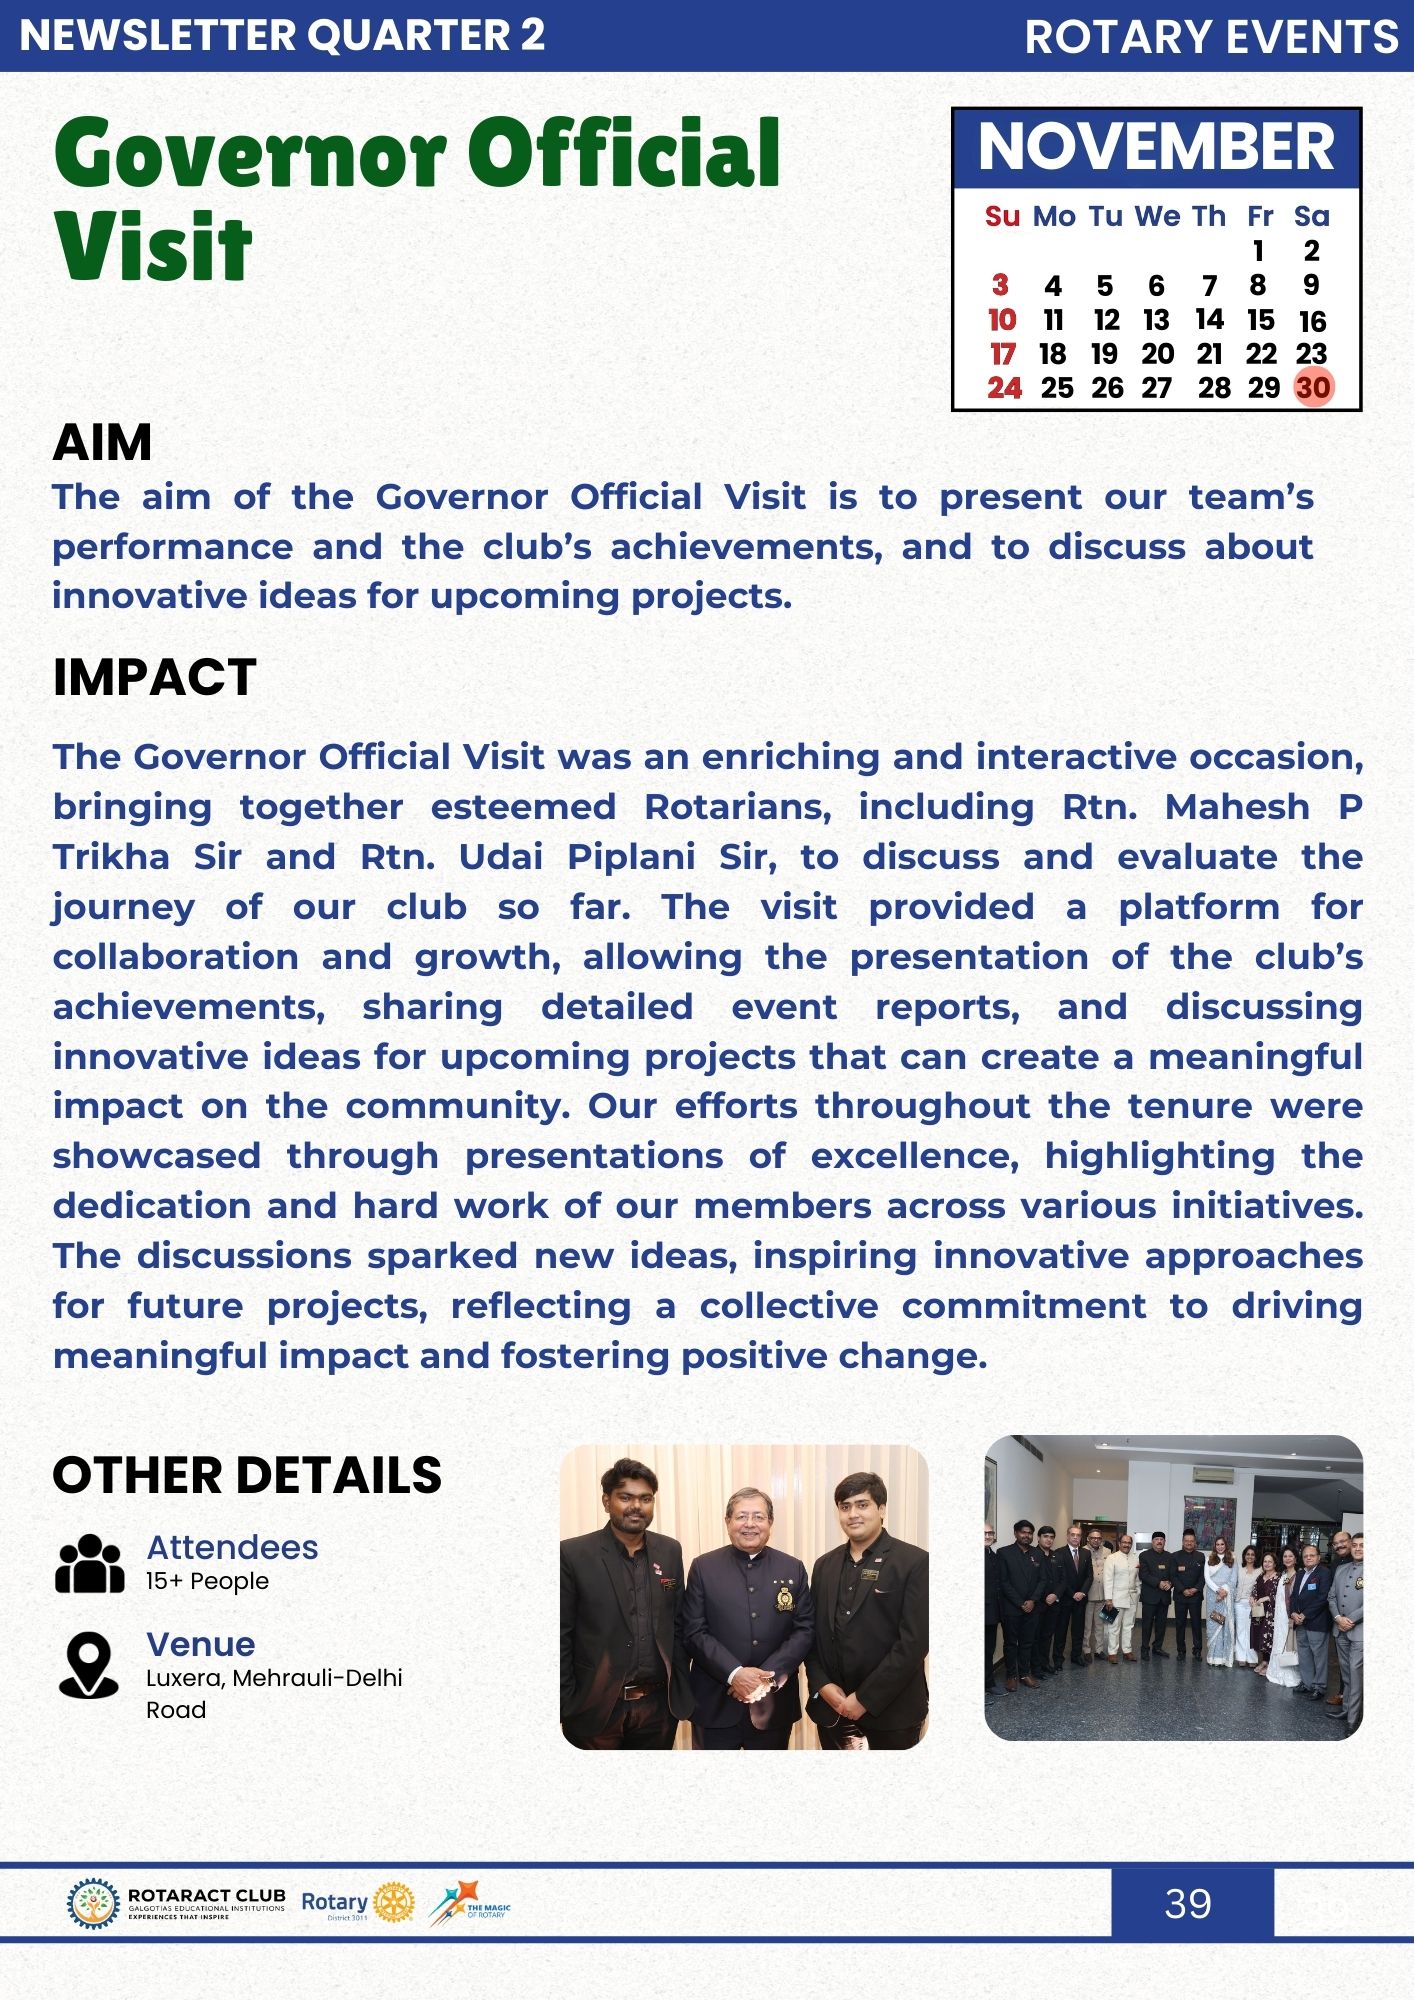 NEWSLETTER QUARTER 2
ROTARY EVENTS
Governor Official
Visit
NOVEMBER
Su Mo Tu We Th Fr Sa
1 2
3 4 5 6 7 8 9
10 11 12 13 14 15 16
17 18 19 20 21 22 23
24 25 26 27 28 29 30
AIM
The aim of the Governor Official Visit is to present our team’s
performance and the club’s achievements, and to discuss about
innovative ideas for upcoming projects.
IMPACT
The Governor Official Visit was an enriching and interactive occasion,
bringing together esteemed Rotarians, including Rtn. Mahesh P
Trikha Sir and Rtn. Udai Piplani Sir, to discuss and evaluate the
journey of our club so far. The visit provided a platform for
collaboration and growth, allowing the presentation of the club’s
achievements, sharing detailed event reports, and discussing
innovative ideas for upcoming projects that can create a meaningful
impact on the community. Our efforts throughout the tenure were
showcased through presentations of excellence, highlighting the
dedication and hard work of our members across various initiatives.
The discussions sparked new ideas, inspiring innovative approaches
for future projects, reflecting a collective commitment to driving
meaningful impact and fostering positive change.
OTHER DETAILS
Attendees
15+ People
Venue
Luxera, Mehrauli-Delhi
Road
ROTARACT CLUB
GALGOTIAS EDUCATIONAL INSTITUTIONS
EXPERIENCES THAT INSPIRE
Rotary
District 3011
THE MAGIC
OF ROTARY
39